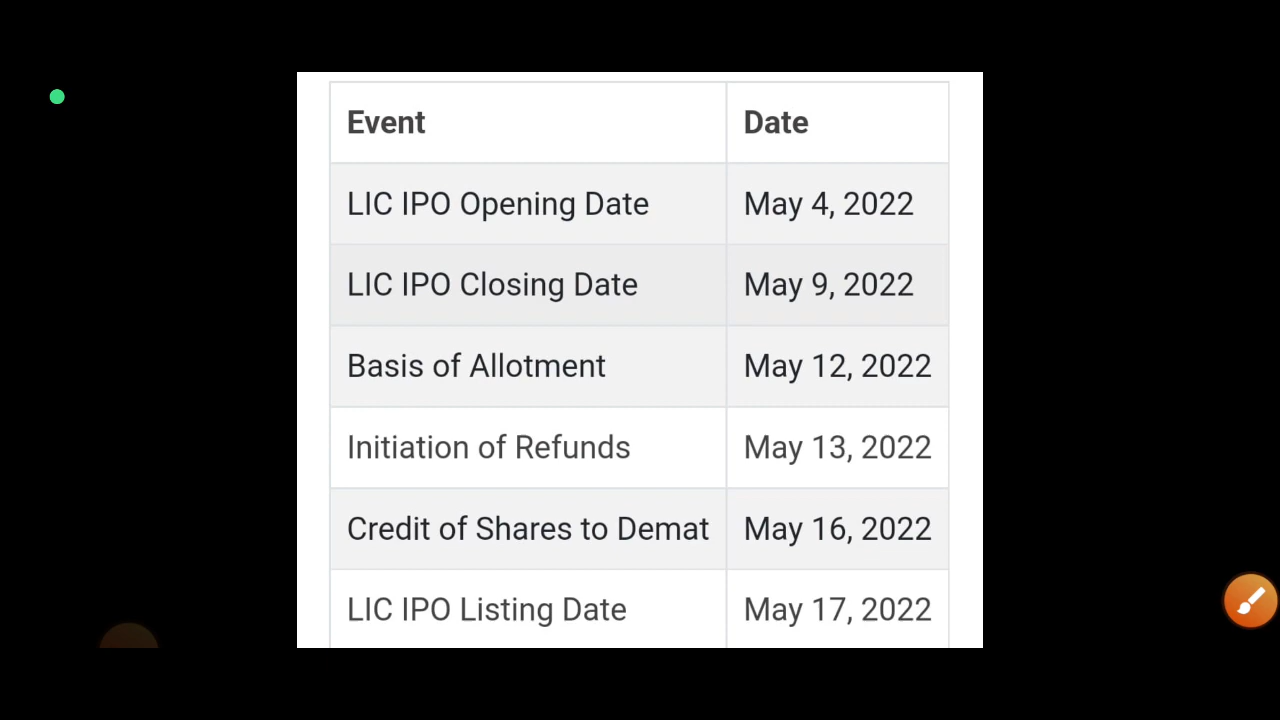 Event Date
LIC IPO Opening Date May 4, 2022
LIC IPO Closing Date May 9, 2022
Basis of Allotment May 12, 2022
Initiation of Refunds May 13, 2022
Credit of Shares to Demat May 16, 2022
LIC IPO Listing Date May 17, 2022